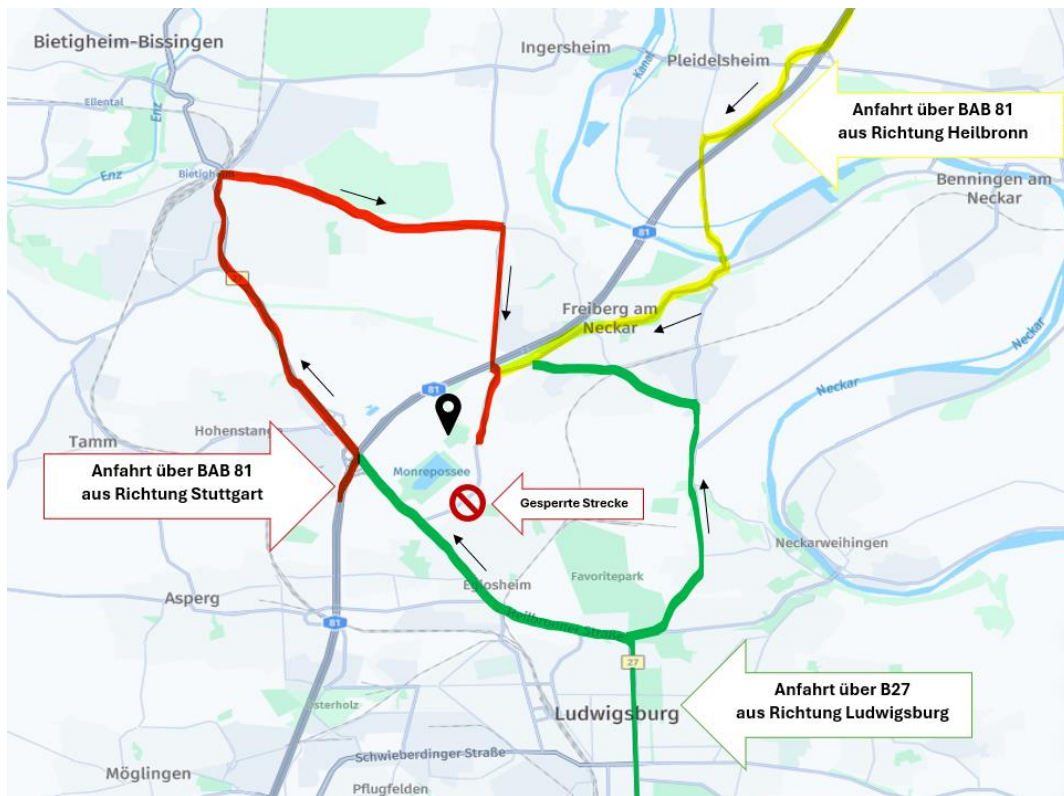 Bietigheim-Bissingen
Ingersheim
Kanal
Pleidelsheim
Ellental
Enz
Anfahrt über BAB 81
aus Richtung Heilbronn
Enz
Bietigheim
Benningen am
Neckar
81
Freiberg am
Neckar
Neckar
Neckar
81
Hohenstange
Tamm
Anfahrt über BAB 81
aus Richtung Stuttgart
Monrepossee
Gesperrte Strecke
Neckarweihingen
Eglosheim
Favoritepark
Asperg
Heilbronner Straße
81
27
Anfahrt über B27
aus Richtung Ludwigsburg
Osterholz
Ludwigsburg
Schwieberdinger Straße
Möglingen
Pflugfelden